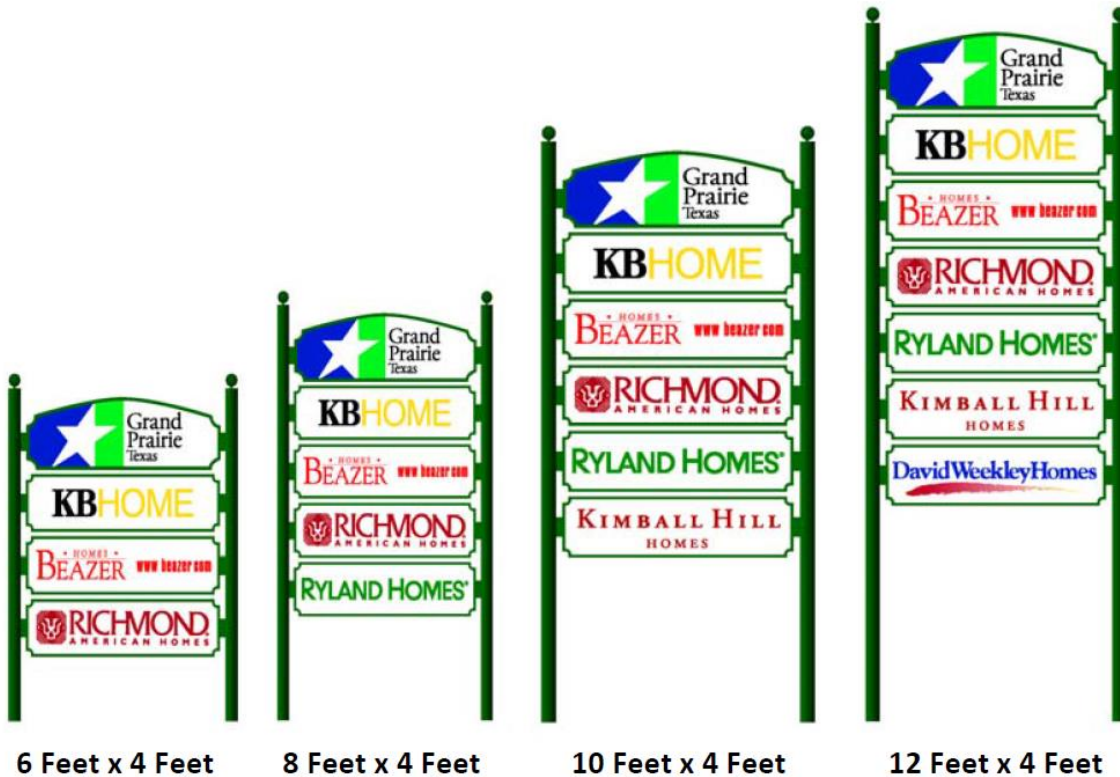 Grand
Prairie
Texas
KBHOME
• HOMES •
BEAZER www beazer com
RICHMOND.
AMERICAN HOMES
6 Feet x 4 Feet
Grand
Prairie
Texas
KBHOME
• HOMES •
BEAZER www beazer com
RICHMOND.
AMERICAN HOMES
RYLAND HOMES®
8 Feet x 4 Feet
Grand
Prairie
Texas
KBHOME
• HOMES •
BEAZER www beazer com
RICHMOND.
AMERICAN HOMES
RYLAND HOMES®
KIMBALL HILL
HOMES
10 Feet x 4 Feet
Grand
Prairie
Texas
KBHOME
• HOMES •
BEAZER www beazer com
RICHMOND.
AMERICAN HOMES
RYLAND HOMES®
KIMBALL HILL
HOMES
DavidWeekleyHomes
12 Feet x 4 Feet